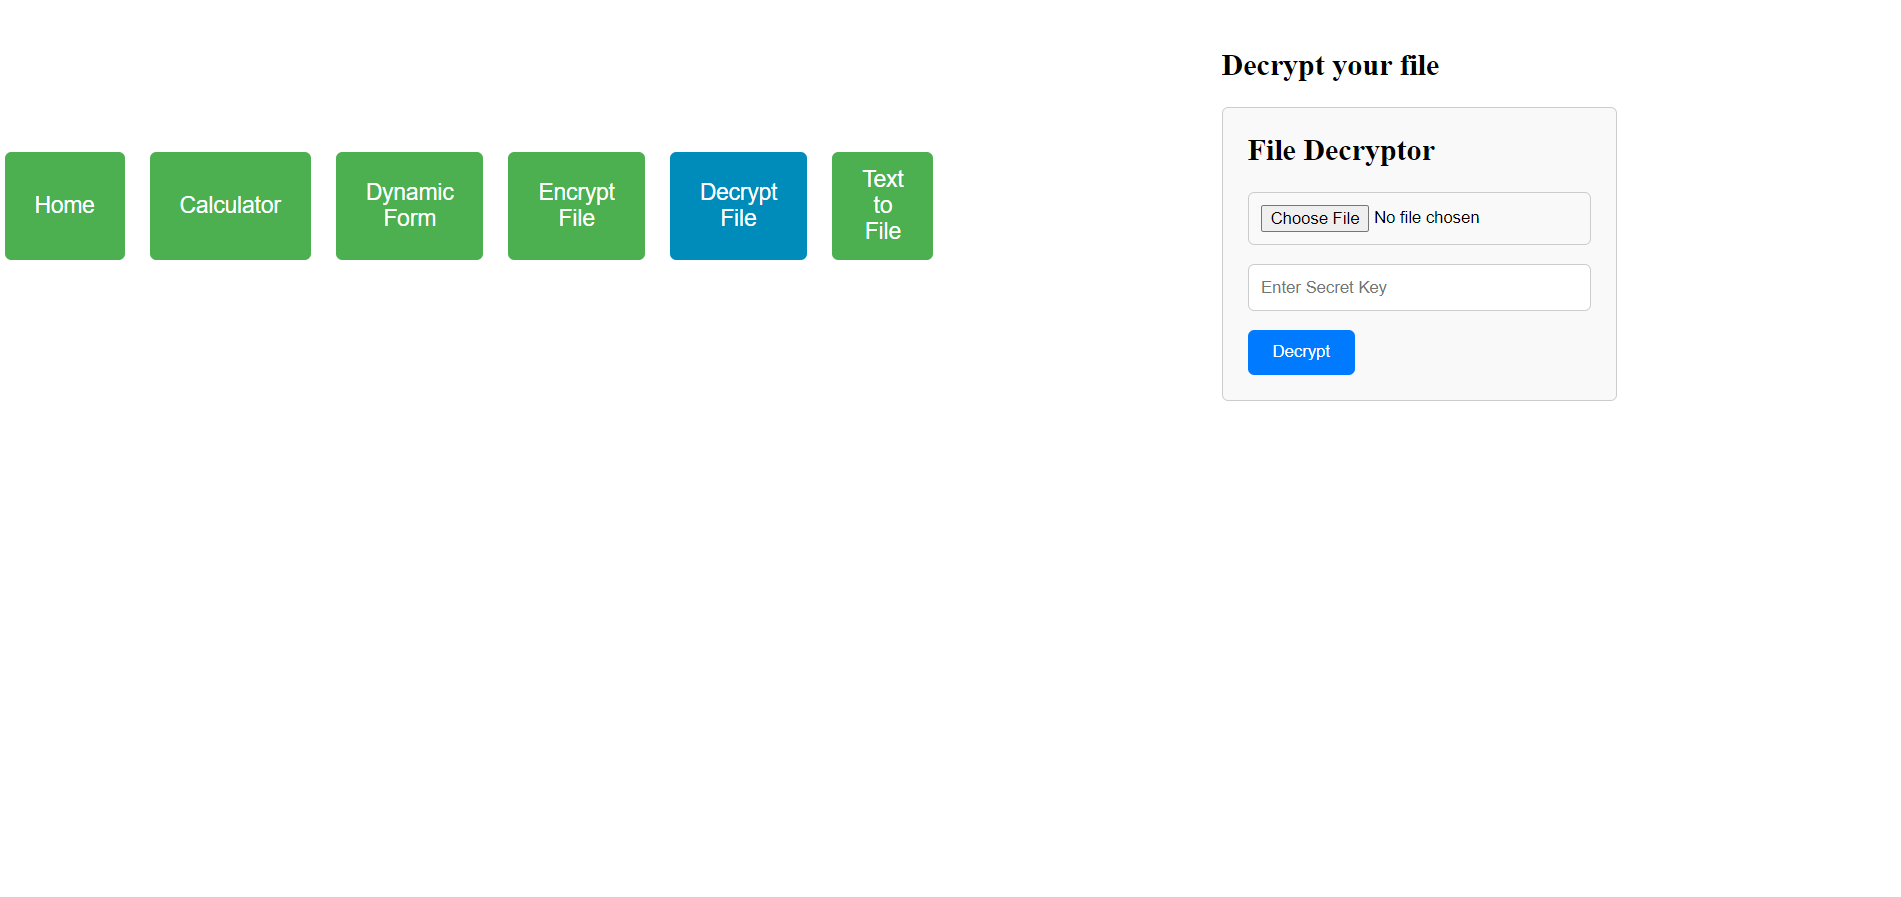 Home
Calculator
Dynamic
Form
Encrypt
File
Decrypt
File
Text
to
File
Decrypt your file
File Decryptor
Choose File No file chosen
Enter Secret Key
Decrypt